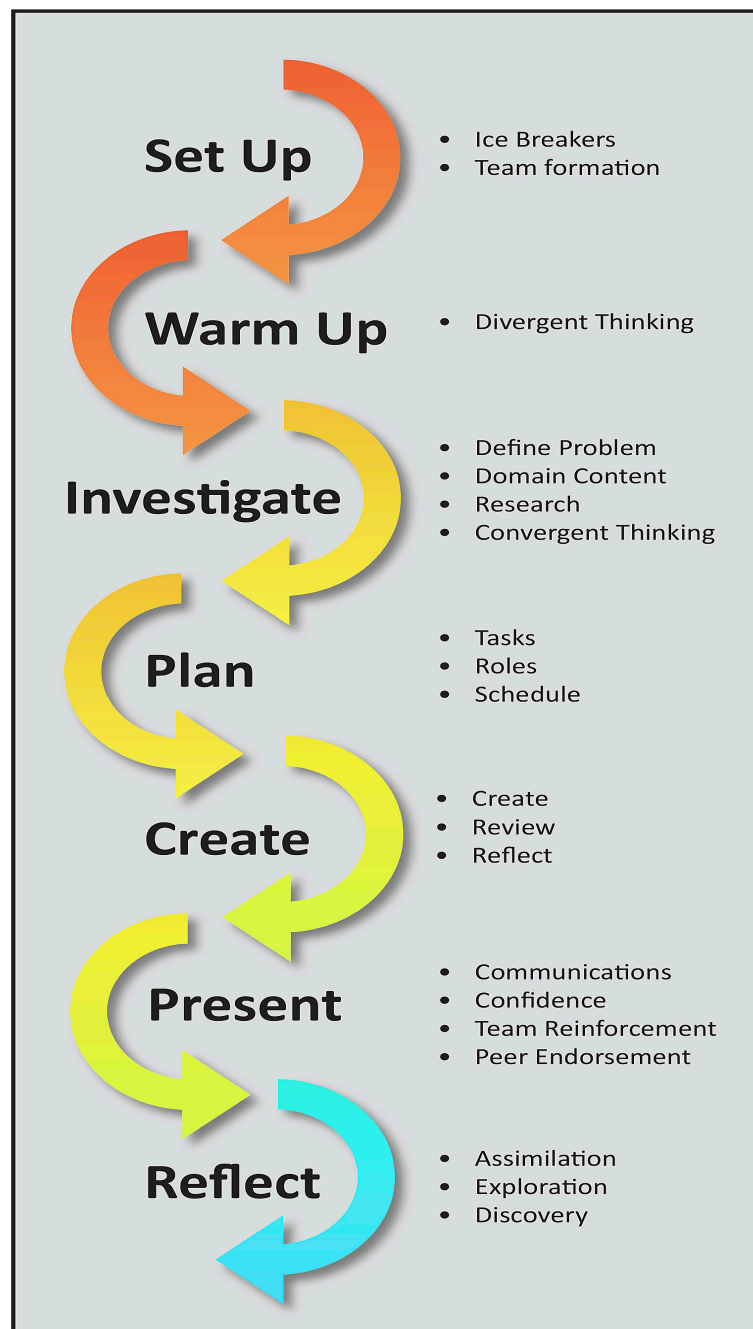 Set Up
• Ice Breakers
• Team formation
Warm Up
• Divergent Thinking
Investigate
• Define Problem
• Domain Content
• Research
• Convergent Thinking
Plan
• Tasks
• Roles
• Schedule
Create
• Create
• Review
• Reflect
Present
• Communications
• Confidence
• Team Reinforcement
• Peer Endorsement
Reflect
• Assimilation
• Exploration
• Discovery